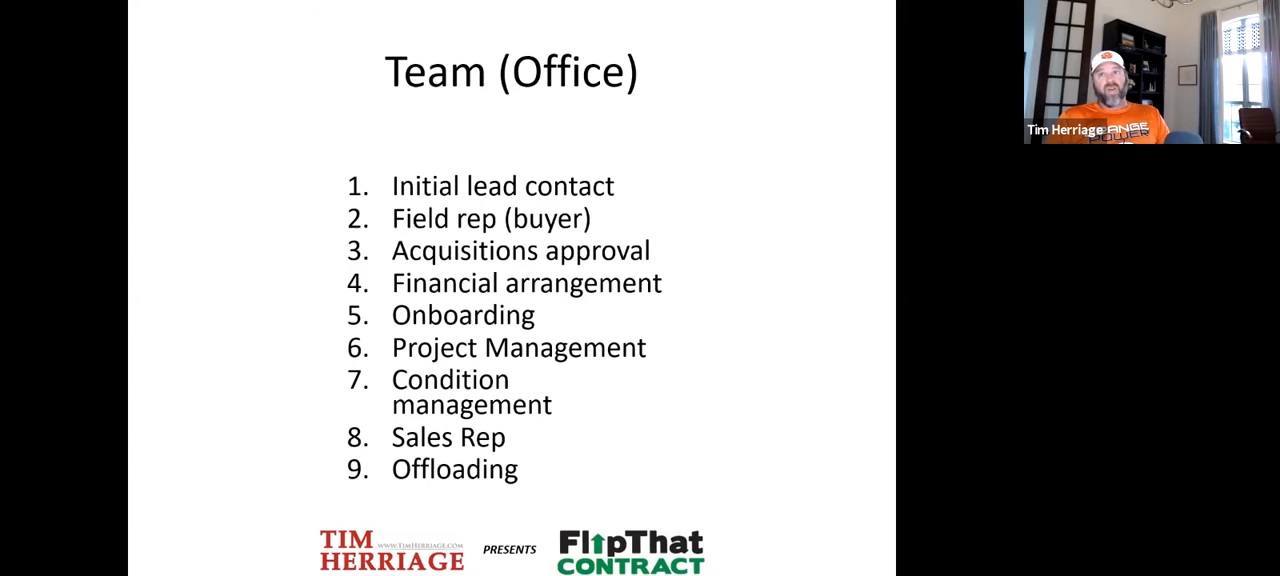 Team (Office)
1. Initial lead contact
2. Field rep (buyer)
3. Acquisitions approval
4. Financial arrangement
5. Onboarding
6. Project Management
7. Condition
management
8. Sales Rep
9. Offloading
TIM
WWW.TIMHERRIAGE.COM
HERRIAGE
PRESENTS
FlipThat
CONTRACT
Tim Herriage
POWER